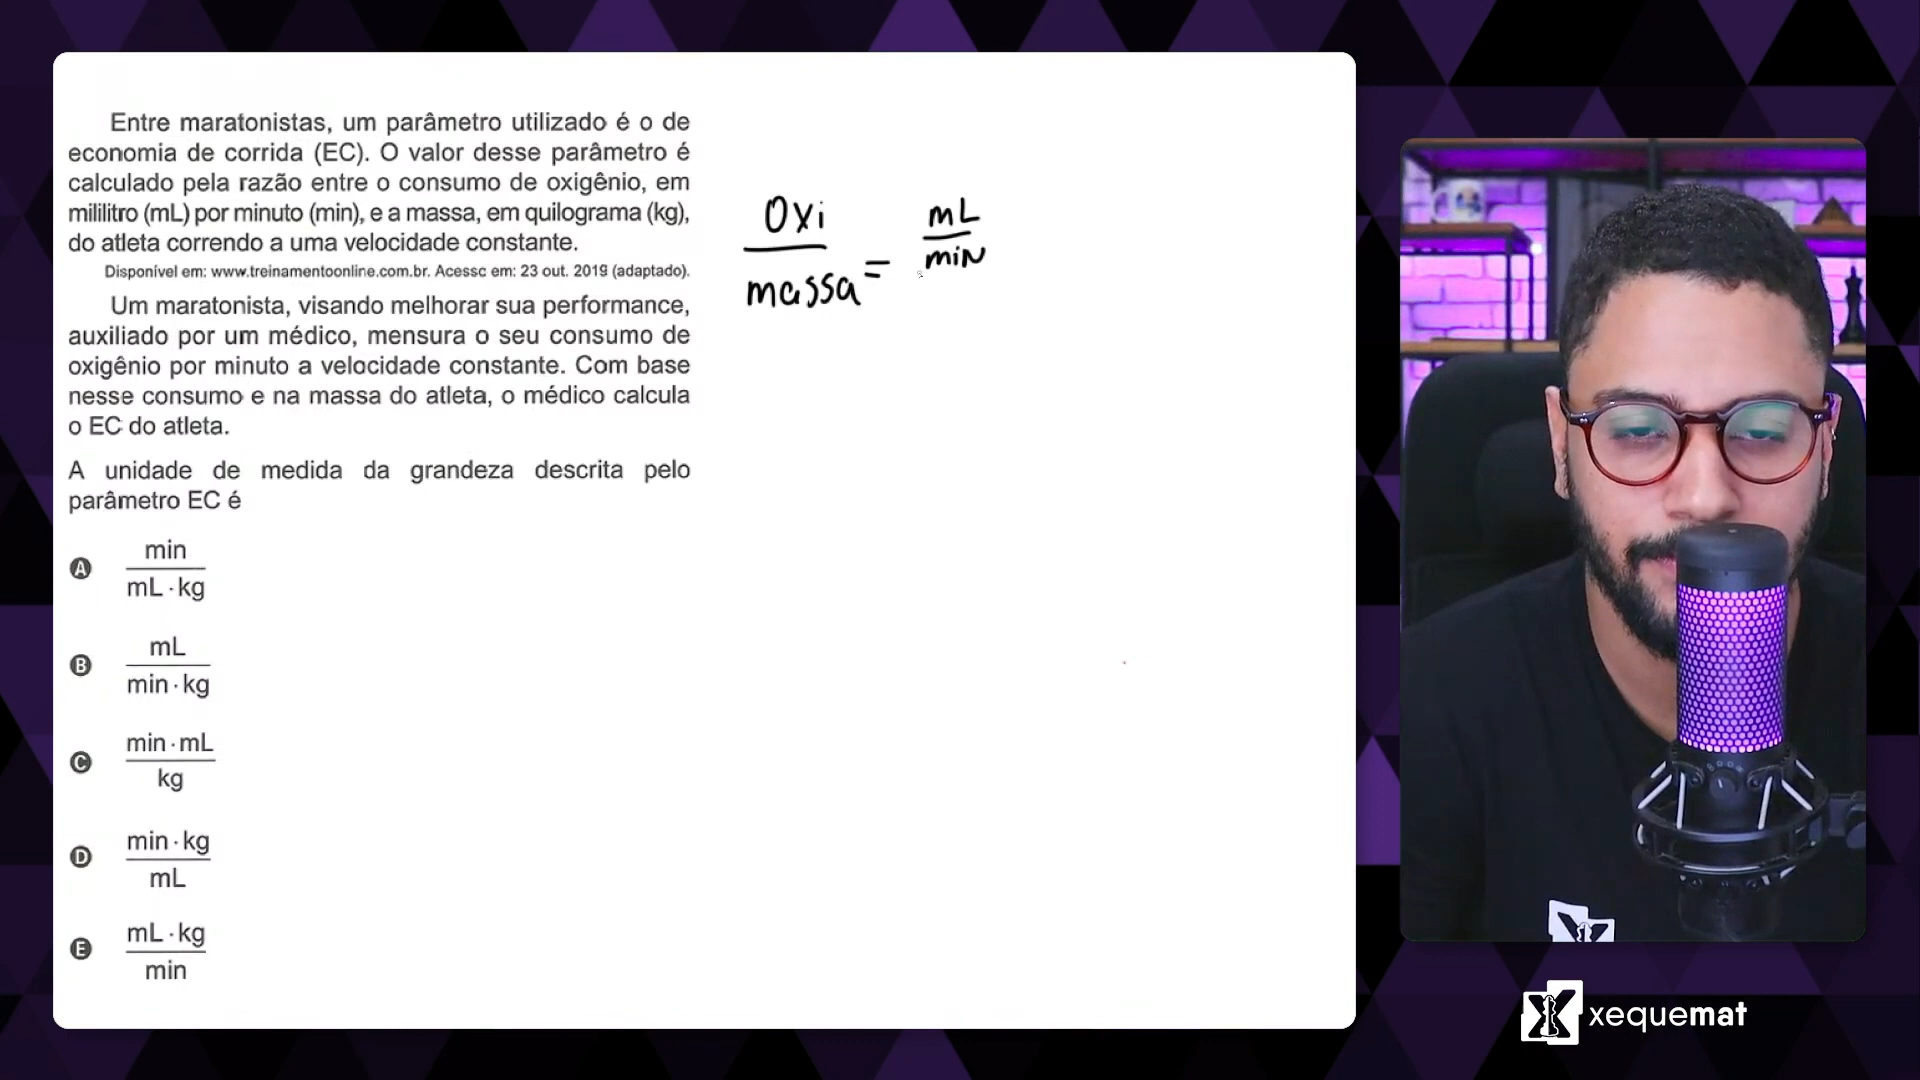 Entre maratonistas, um parâmetro utilizado é o de
economia de corrida (EC). O valor desse parâmetro é
calculado pela razão entre o consumo de oxigênio, em
mililitro (mL) por minuto (min), e a massa, em quilograma (kg),
do atleta correndo a uma velocidade constante.
Disponível em: www.treinamentoonline.com.br. Acesso em: 23 out. 2019 (adaptado).
Um maratonista, visando melhorar sua performance,
auxiliado por um médico, mensura o seu consumo de
oxigênio por minuto a velocidade constante. Com base
nesse consumo e na massa do atleta, o médico calcula
o EC do atleta.
A unidade de medida da grandeza descrita pelo
parâmetro EC é
A
min
mL · kg
B
mL
min · kg
C
min · mL
kg
D
min · kg
mL
E
mL · kg
min
Oxi
massa =
mL
min
xequemat